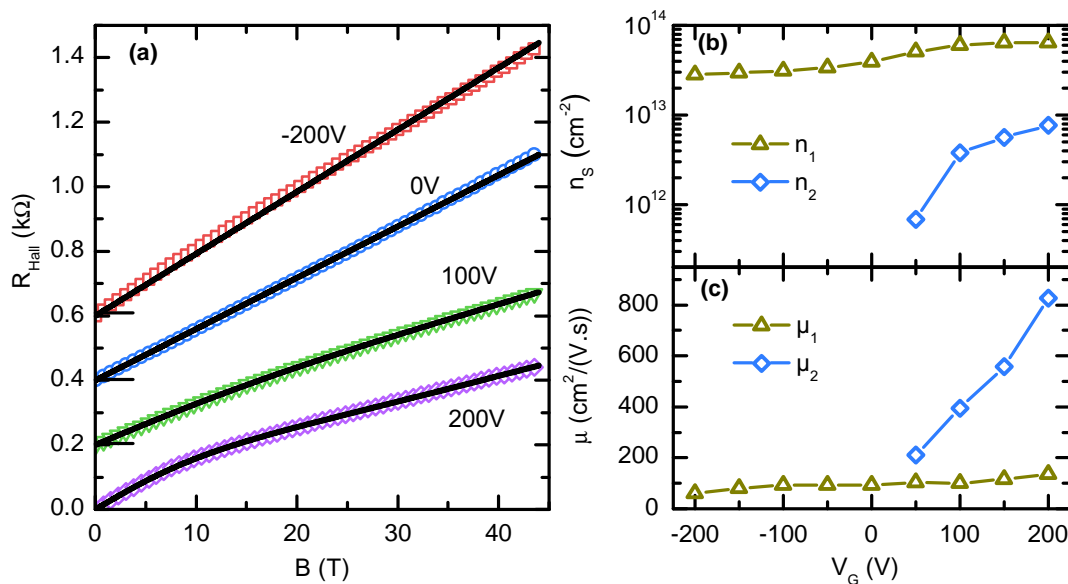 (a)
1.4
1.2
1.0
0.8
0.6
0.4
0.2
0.0
R_Hall (kΩ)
-200V
0V
100V
200V
0 10 20 30 40
B (T)
(b)
10^14
10^13
10^12
n_S (cm^-2)
n_1
n_2
(c)
800
600
400
200
0
μ (cm^2/(V.s))
μ_1
μ_2
-200 -100 0 100 200
V_G (V)